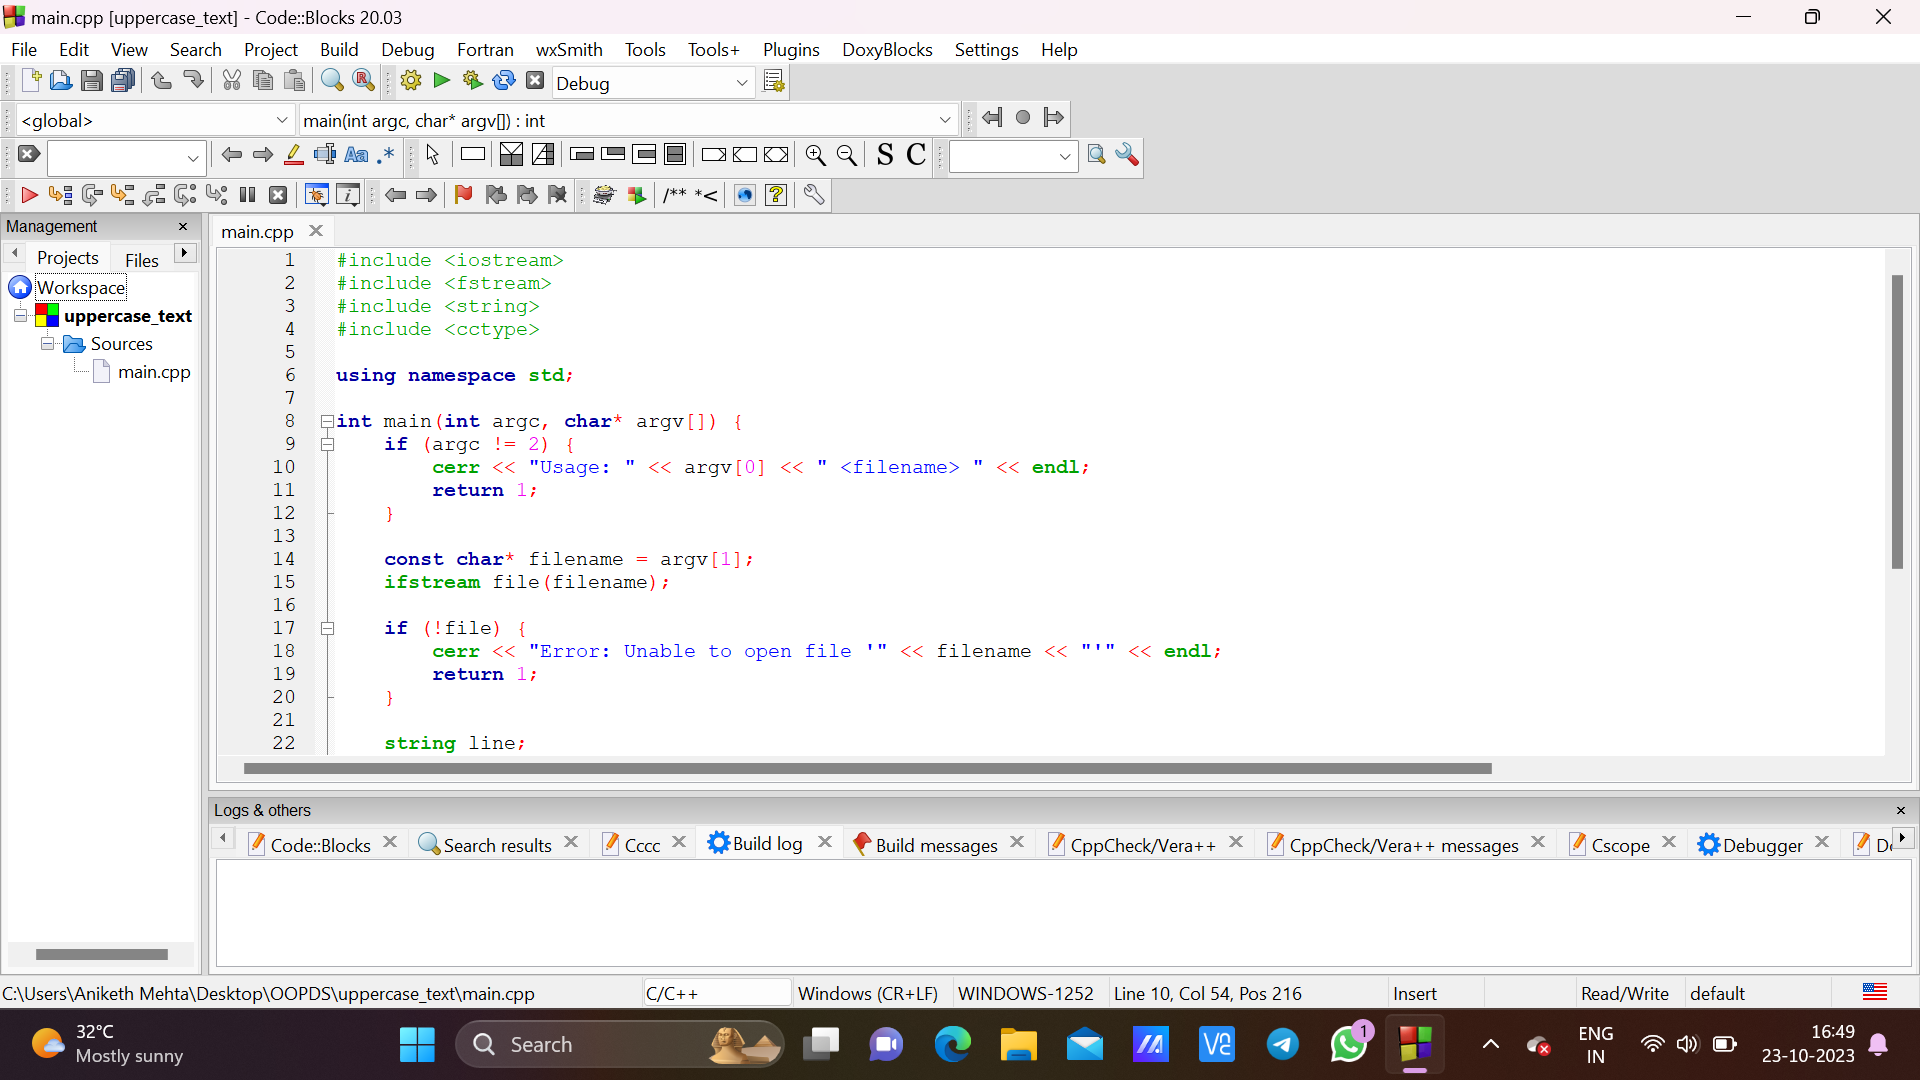 main.cpp [uppercase_text] - Code::Blocks 20.03
File Edit View Search Project Build Debug Fortran wxSmith Tools Tools+ Plugins DoxyBlocks Settings Help
Debug
<global> main(int argc, char* argv[]) : int
Aa .* S C
/** *<
Management
Projects Files
Workspace
uppercase_text
Sources
main.cpp
main.cpp
1 #include <iostream>
2 #include <fstream>
3 #include <string>
4 #include <cctype>
5
6 using namespace std;
7
8 int main(int argc, char* argv[]) {
9 if (argc != 2) {
10 cerr << "Usage: " << argv[0] << " <filename> " << endl;
11 return 1;
12 }
13
14 const char* filename = argv[1];
15 ifstream file(filename);
16
17 if (!file) {
18 cerr << "Error: Unable to open file '" << filename << "'" << endl;
19 return 1;
20 }
21
22 string line;
Logs & others
Code::Blocks Search results Cccc Build log Build messages CppCheck/Vera++ CppCheck/Vera++ messages Cscope Debugger
C:\Users\Aniketh Mehta\Desktop\OOPDS\uppercase_text\main.cpp C/C++ Windows (CR+LF) WINDOWS-1252 Line 10, Col 54, Pos 216 Insert Read/Write default
32°C
Mostly sunny
Search
1
ENG
IN
16:49
23-10-2023